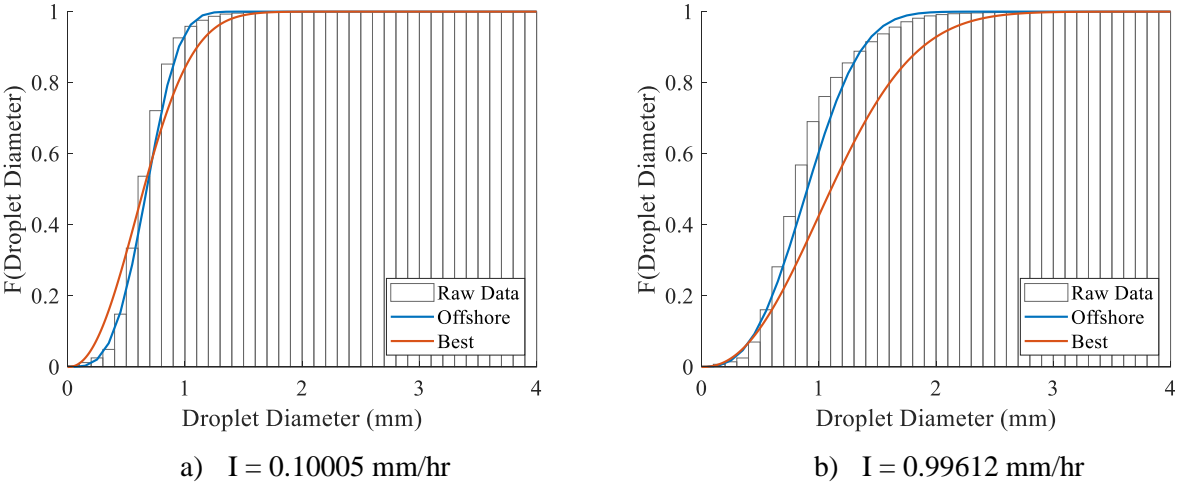 F(Droplet Diameter)
1
0.8
0.6
0.4
0.2
0
0 1 2 3 4
Droplet Diameter (mm)
Raw Data
Offshore
Best
a) I = 0.10005 mm/hr
F(Droplet Diameter)
1
0.8
0.6
0.4
0.2
0
0 1 2 3 4
Droplet Diameter (mm)
Raw Data
Offshore
Best
b) I = 0.99612 mm/hr